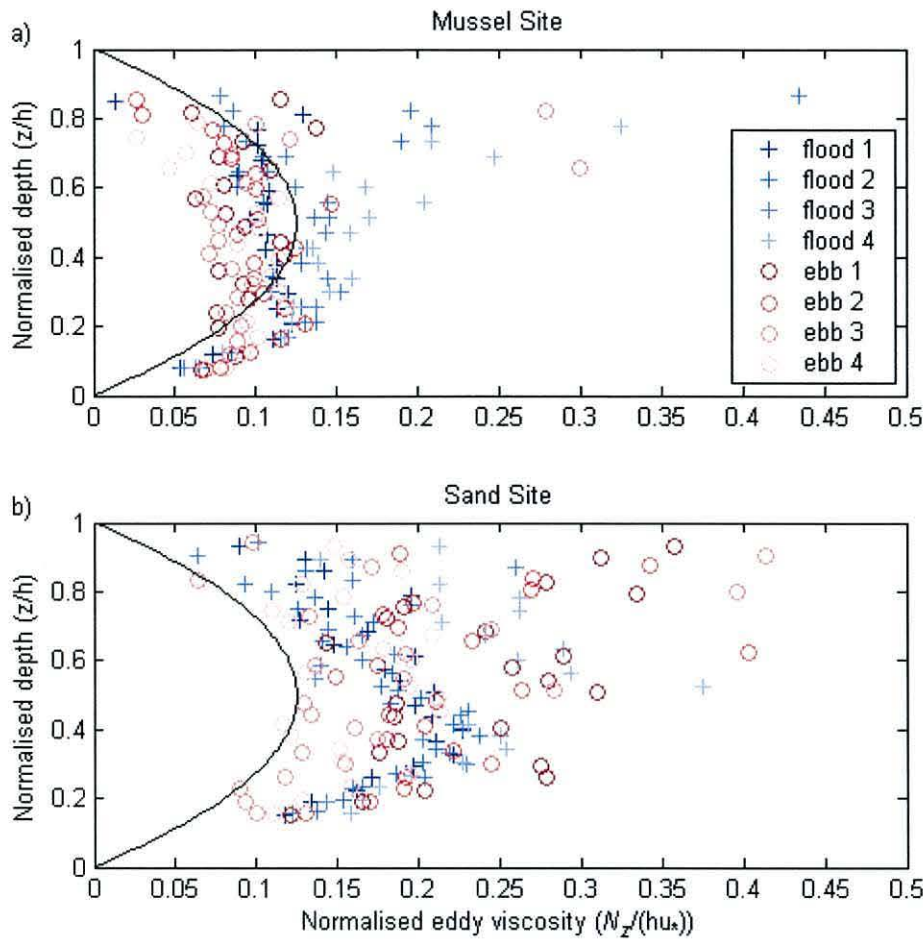 a)
Mussel Site
Normalised depth (z/h)
1
0.8
0.6
0.4
0.2
0
0 0.05 0.1 0.15 0.2 0.25 0.3 0.35 0.4 0.45 0.5
flood 1
flood 2
flood 3
flood 4
ebb 1
ebb 2
ebb 3
ebb 4
b)
Sand Site
Normalised depth (z/h)
1
0.8
0.6
0.4
0.2
0
0 0.05 0.1 0.15 0.2 0.25 0.3 0.35 0.4 0.45 0.5
Normalised eddy viscosity (N_z/(hu*))